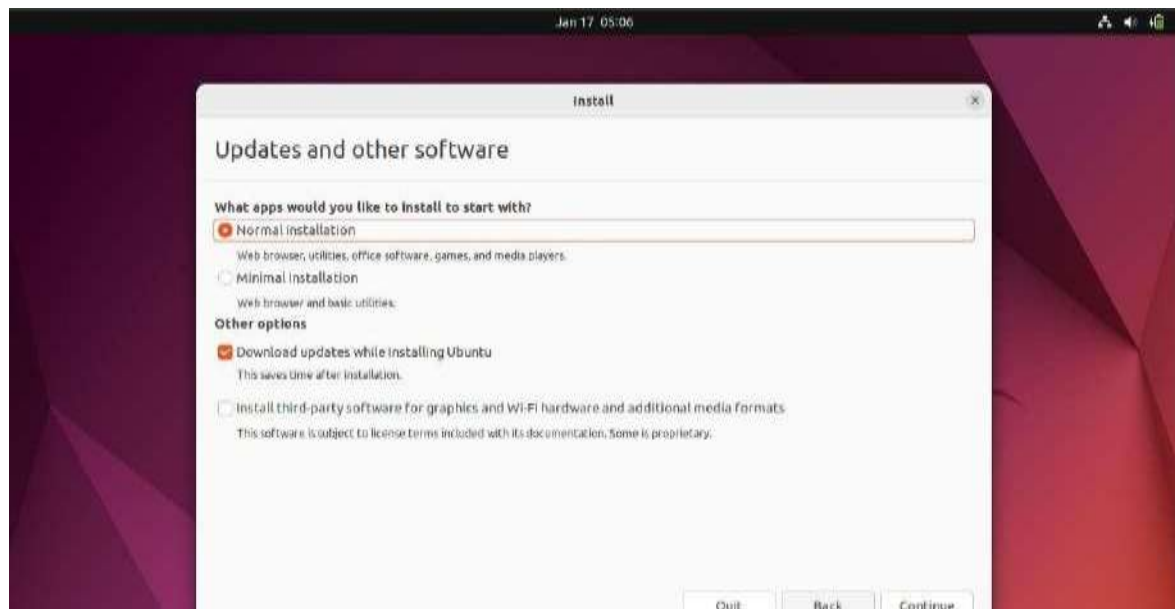 Jan 17 05:06
Install
Updates and other software
What apps would you like to install to start with?
Normal installation
Web browser, utilities, office software, games, and media players.
Minimal installation
Web browser and basic utilities.
Other options
Download updates while installing Ubuntu
This saves time after installation.
Install third-party software for graphics and Wi-Fi hardware and additional media formats
This software is subject to license terms included with its documentation. Some is proprietary.
Quit Back Continue